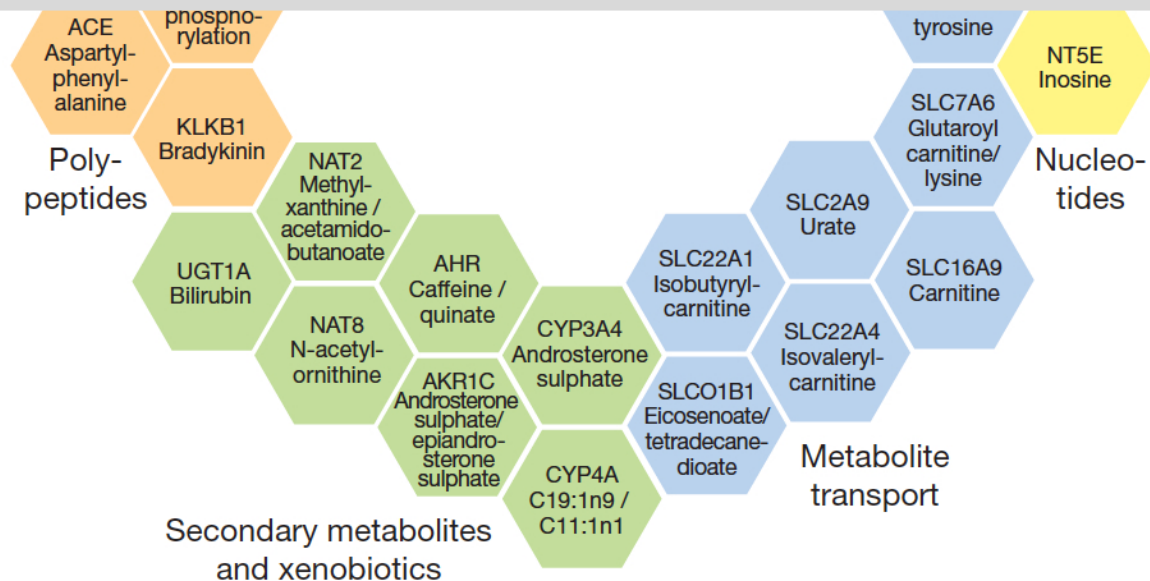 ACE
Aspartyl-
phenyl-
alanine
phospho-
rylation
KLKB1
Bradykinin
Poly-
peptides
NAT2
Methyl-
xanthine /
acetamido-
butanoate
UGT1A
Bilirubin
AHR
Caffeine /
quinate
NAT8
N-acetyl-
ornithine
CYP3A4
Androsterone
sulphate
AKR1C
Androsterone
sulphate/
epiandro-
sterone
sulphate
CYP4A
C19:1n9 /
C11:1n1
Secondary metabolites
and xenobiotics
tyrosine
NT5E
Inosine
SLC7A6
Glutaroyl
carnitine/
lysine
Nucleo-
tides
SLC2A9
Urate
SLC22A1
Isobutyryl-
carnitine
SLC16A9
Carnitine
SLC22A4
Isovaleryl-
carnitine
SLCO1B1
Eicosenoate/
tetradecane-
dioate
Metabolite
transport